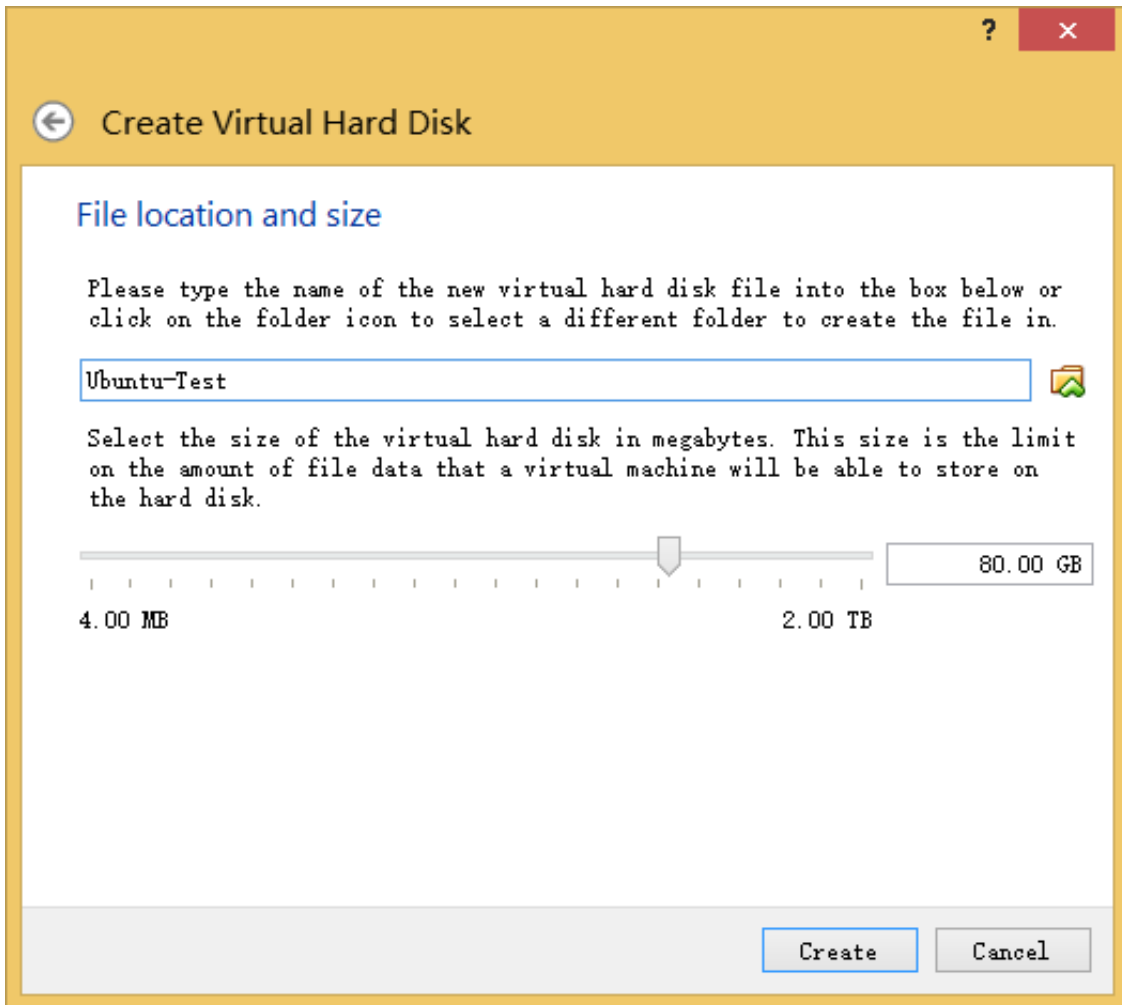 ?
Create Virtual Hard Disk
File location and size
Please type the name of the new virtual hard disk file into the box below or
click on the folder icon to select a different folder to create the file in.
Ubuntu-Test
Select the size of the virtual hard disk in megabytes. This size is the limit
on the amount of file data that a virtual machine will be able to store on
the hard disk.
80.00 GB
4.00 MB 2.00 TB
Create Cancel